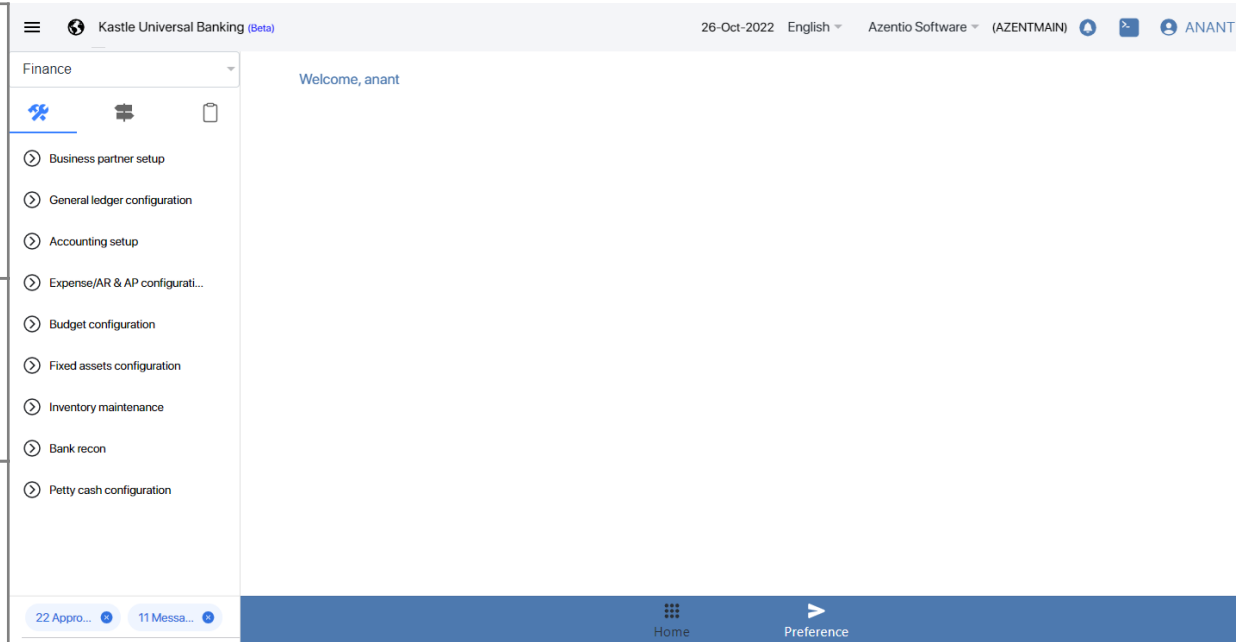 Kastle Universal Banking (Beta)
26-Oct-2022 English Azentio Software (AZENTMAIN) ANANT
Finance
Welcome, anant
Business partner setup
General ledger configuration
Accounting setup
Expense/AR & AP configurati...
Budget configuration
Fixed assets configuration
Inventory maintenance
Bank recon
Petty cash configuration
22 Appro... 11 Messa...
Home Preference